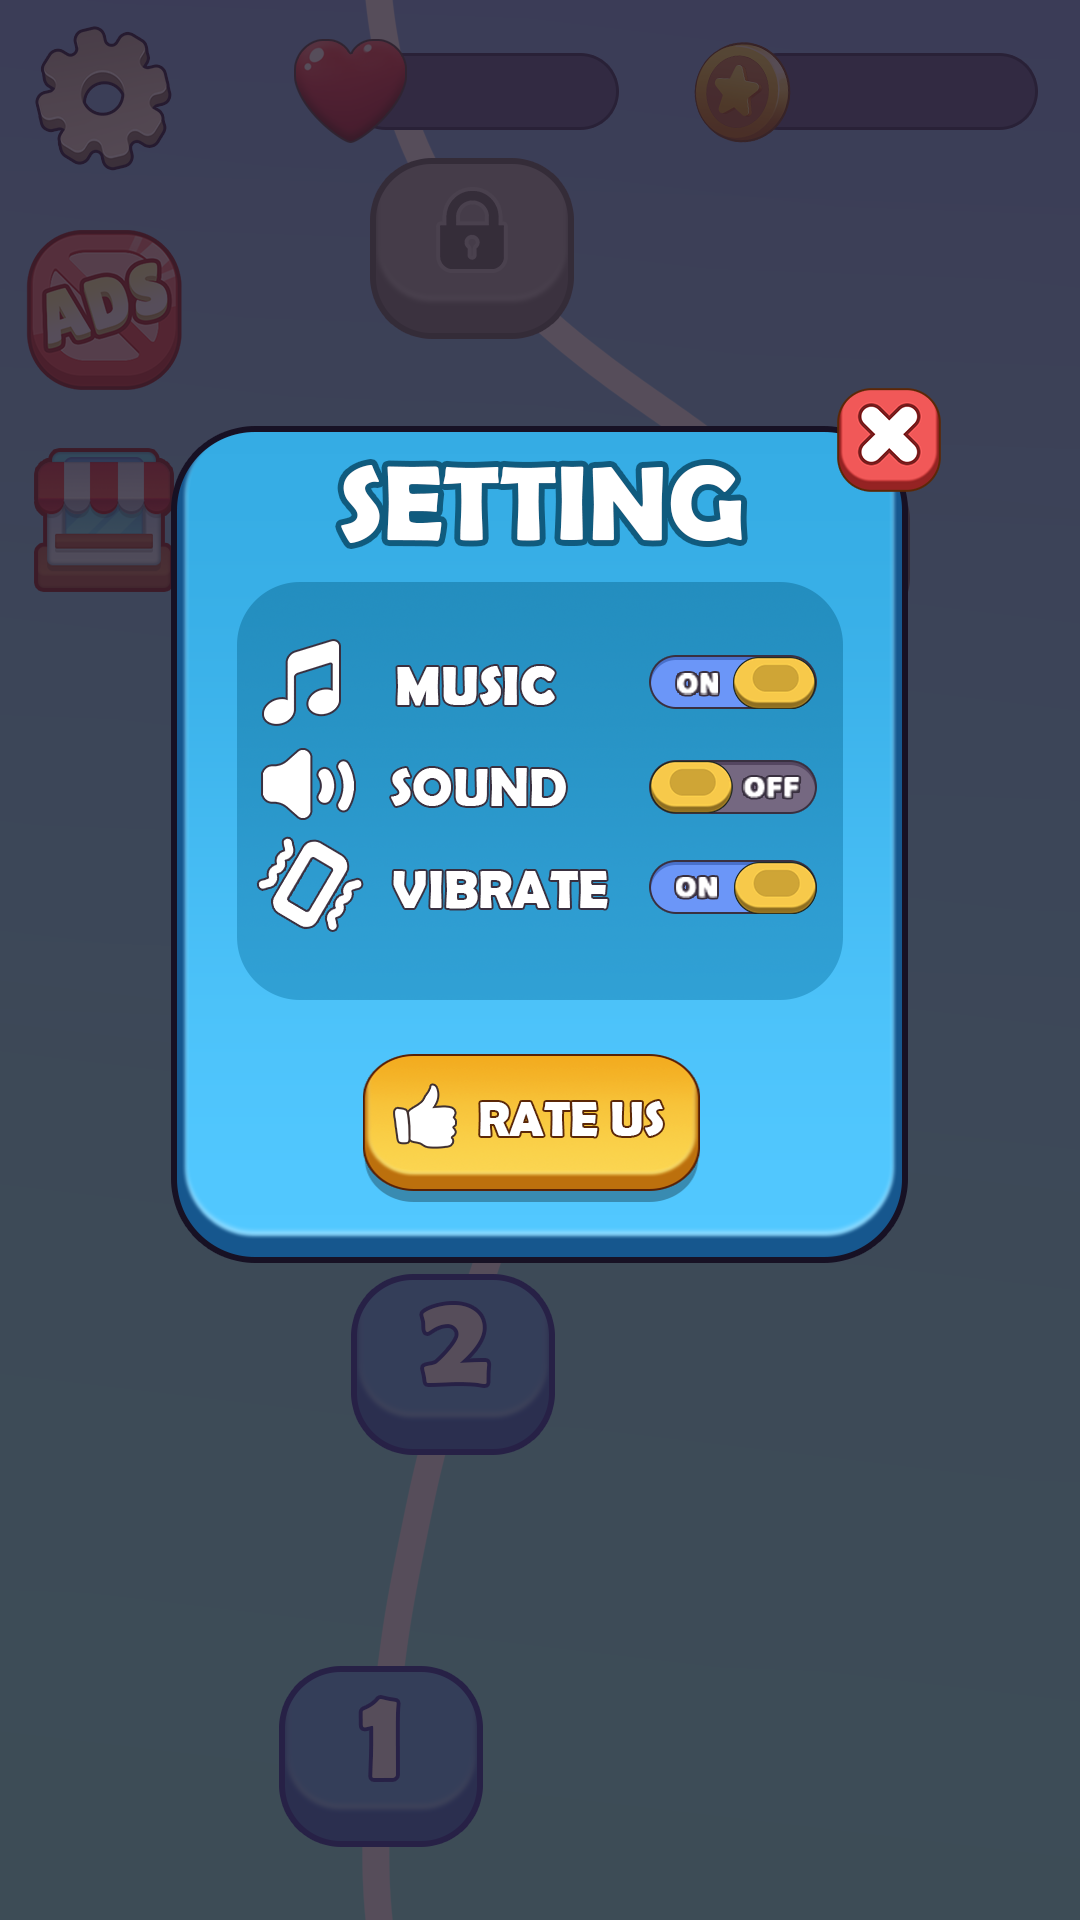 ADS
SETTING
MUSIC ON
SOUND OFF
VIBRATE ON
RATE US
2
1